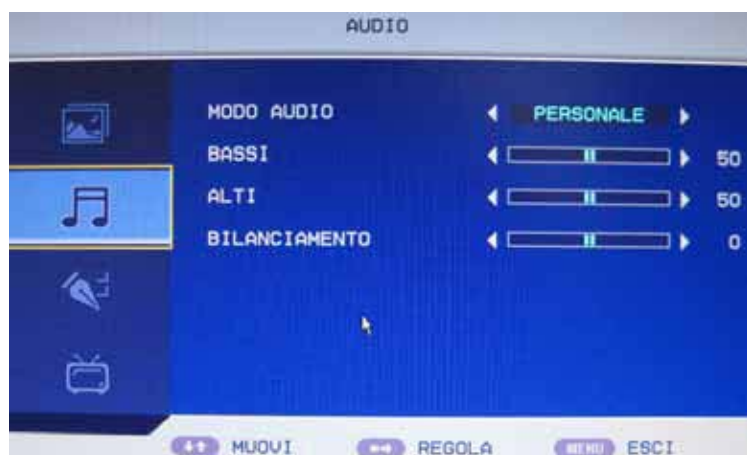 AUDIO
MODO AUDIO PERSONALE
BASSI 50
ALTI 50
BILANCIAMENTO 0
MUOVI REGOLA MENU ESCI